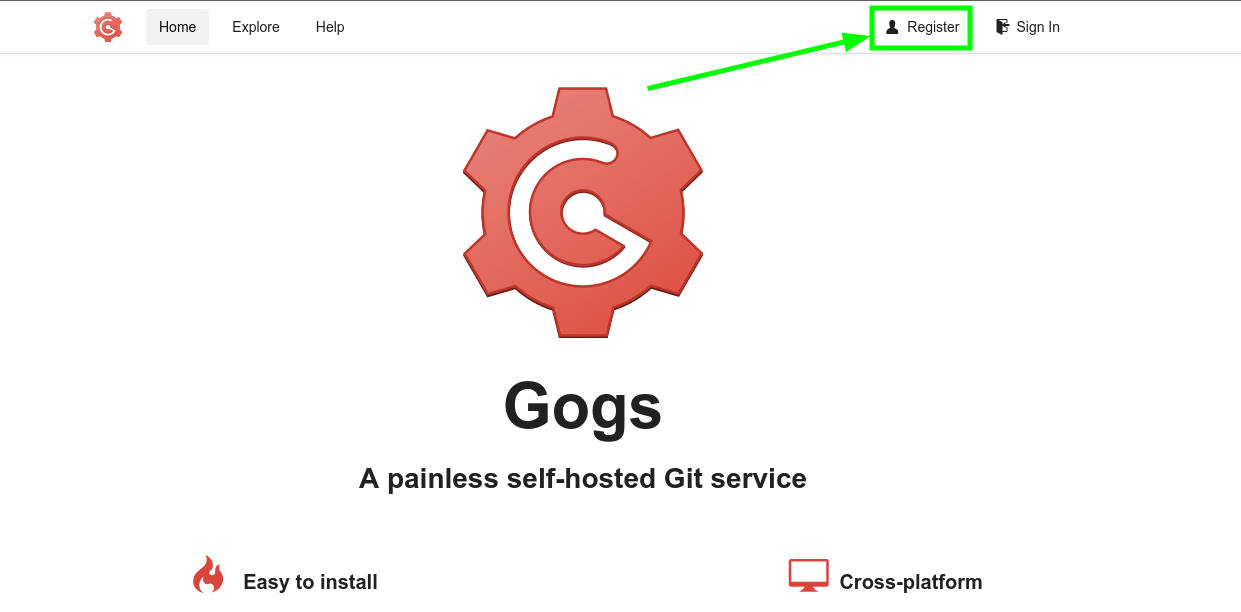 Home Explore Help Register Sign In
Gogs
A painless self-hosted Git service
Easy to install Cross-platform